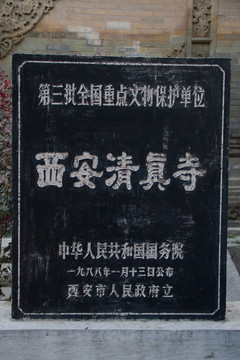 第三批全国重点文物保护单位
西安清真寺
中华人民共和国国务院
一九八八年一月十三日公布
西安市人民政府立